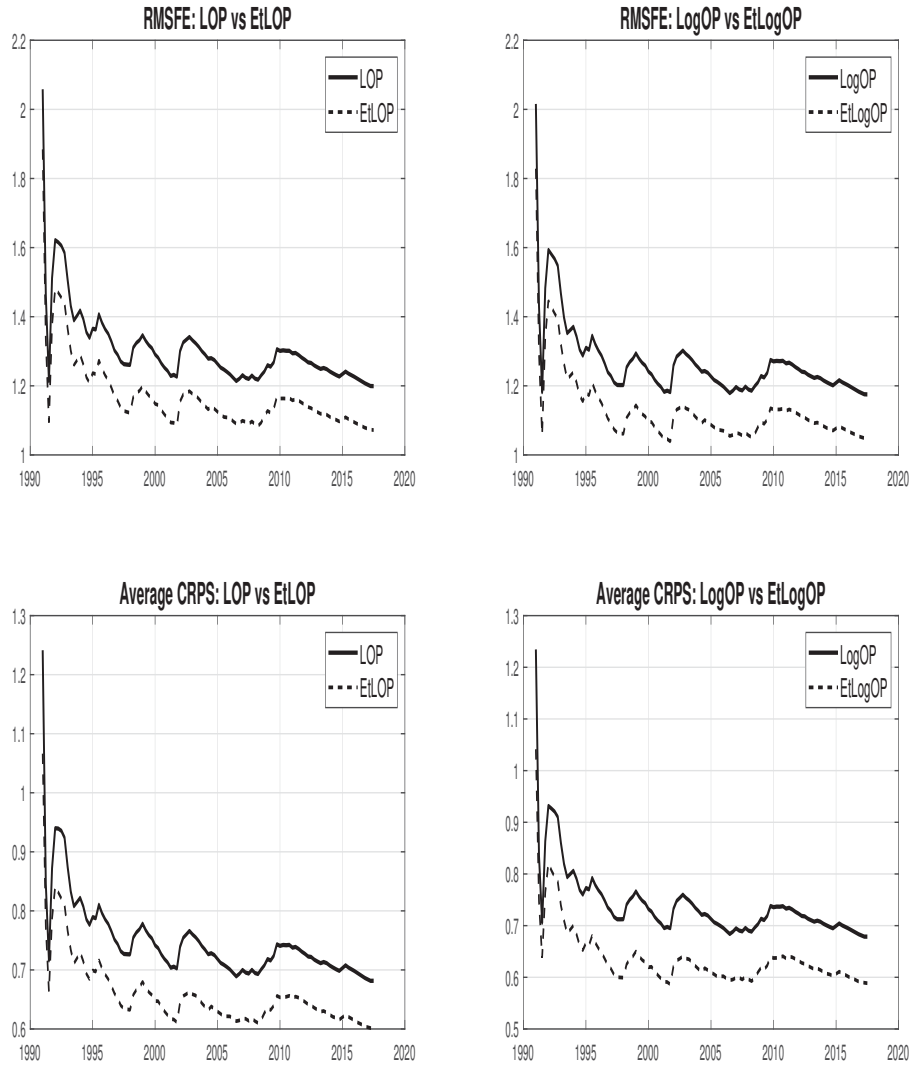 RMSFE: LOP vs EtLOP
2.2
2
1.8
1.6
1.4
1.2
1
1990 1995 2000 2005 2010 2015 2020
LOP
EtLOP
RMSFE: LogOP vs EtLogOP
2.2
2
1.8
1.6
1.4
1.2
1
1990 1995 2000 2005 2010 2015 2020
LogOP
EtLogOP
Average CRPS: LOP vs EtLOP
1.3
1.2
1.1
1
0.9
0.8
0.7
0.6
1990 1995 2000 2005 2010 2015 2020
LOP
EtLOP
Average CRPS: LogOP vs EtLogOP
1.3
1.2
1.1
1
0.9
0.8
0.7
0.6
0.5
1990 1995 2000 2005 2010 2015 2020
LogOP
EtLogOP